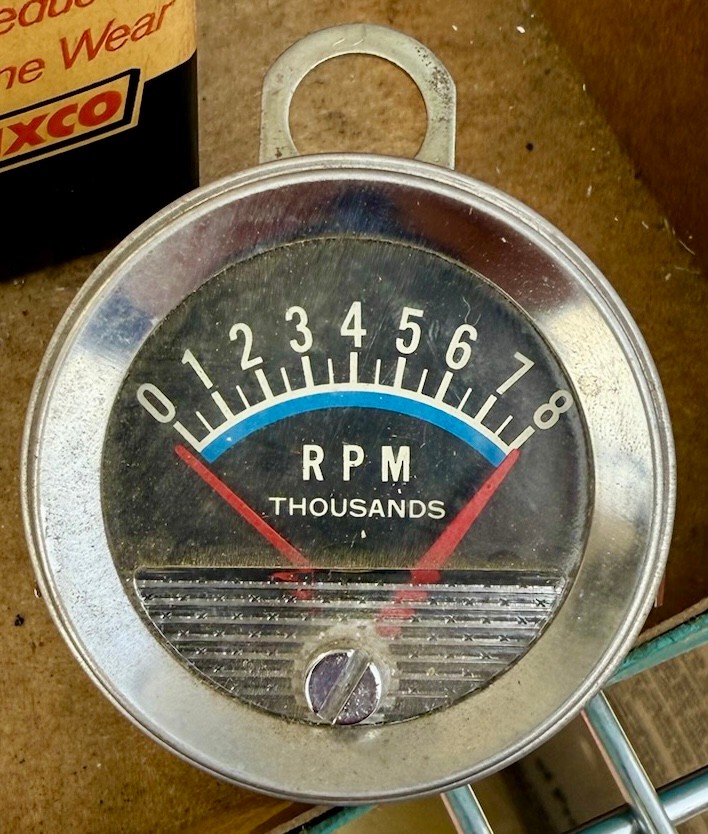 ne Wear
xco
0 1 2 3 4 5 6 7 8
RPM
THOUSANDS